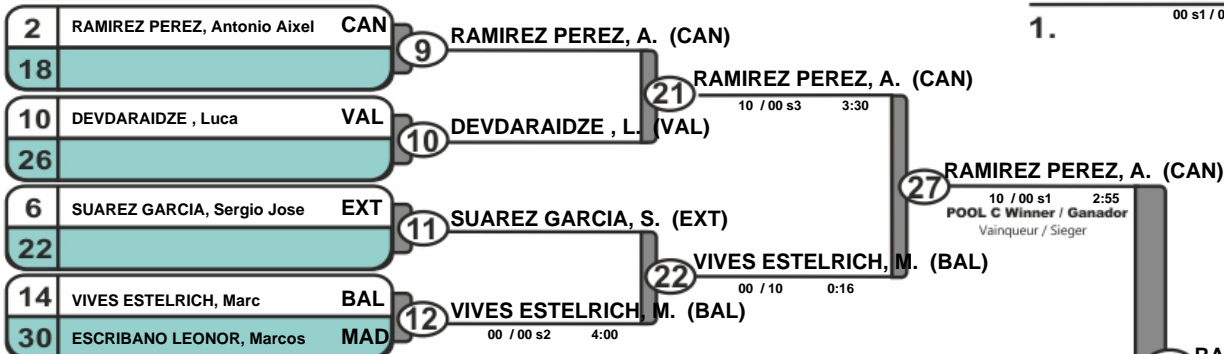 2 RAMIREZ PEREZ, Antonio Aixel CAN
18
9
RAMIREZ PEREZ, A. (CAN)
10 DEVDARAIDZE , Luca VAL
26
10
DEVDARAIDZE , L. (VAL)
21
RAMIREZ PEREZ, A. (CAN)
10 / 00 s3 3:30
6 SUAREZ GARCIA, Sergio Jose EXT
22
11
SUAREZ GARCIA, S. (EXT)
14 VIVES ESTELRICH, Marc BAL
30 ESCRIBANO LEONOR, Marcos MAD
12
VIVES ESTELRICH, M. (BAL)
00 / 00 s2 4:00
22
VIVES ESTELRICH, M. (BAL)
00 / 10 0:16
27
RAMIREZ PEREZ, A. (CAN)
10 / 00 s1 2:55
POOL C Winner / Ganador
Vainqueur / Sieger
00 s1 / 0
1.